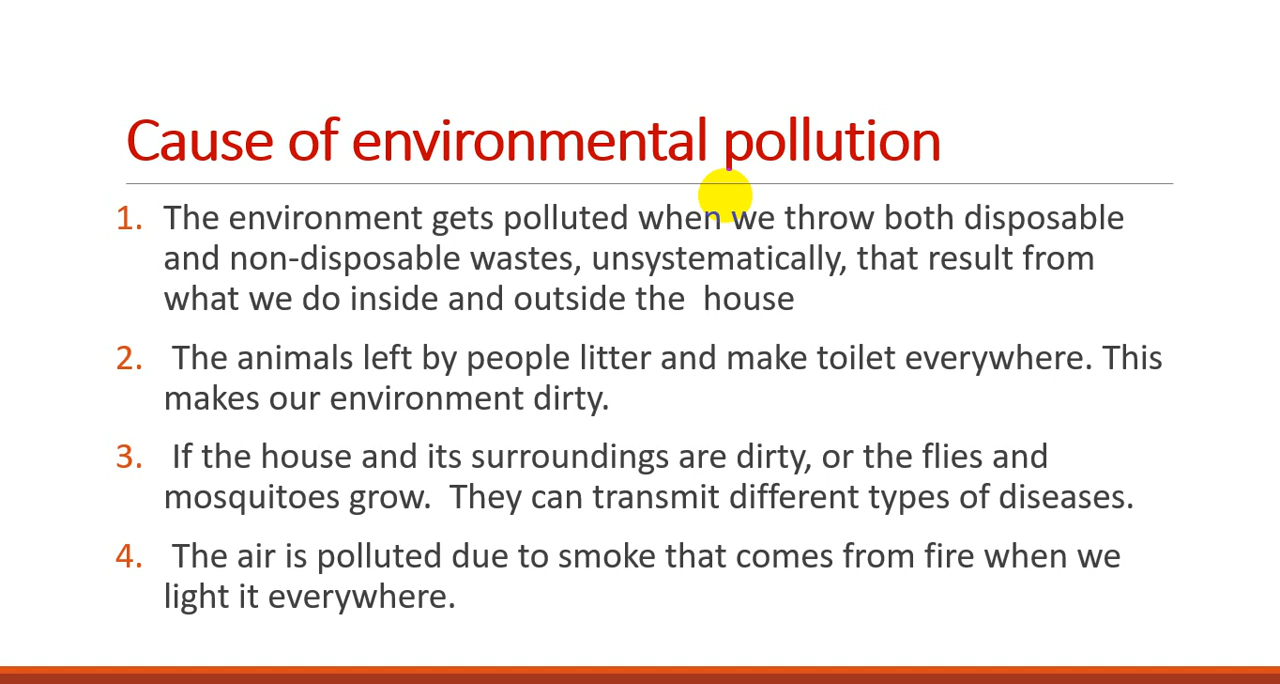 Cause of environmental pollution
1. The environment gets polluted when we throw both disposable
and non-disposable wastes, unsystematically, that result from
what we do inside and outside the  house
2. The animals left by people litter and make toilet everywhere. This
makes our environment dirty.
3. If the house and its surroundings are dirty, or the flies and
mosquitoes grow.  They can transmit different types of diseases.
4. The air is polluted due to smoke that comes from fire when we
light it everywhere.